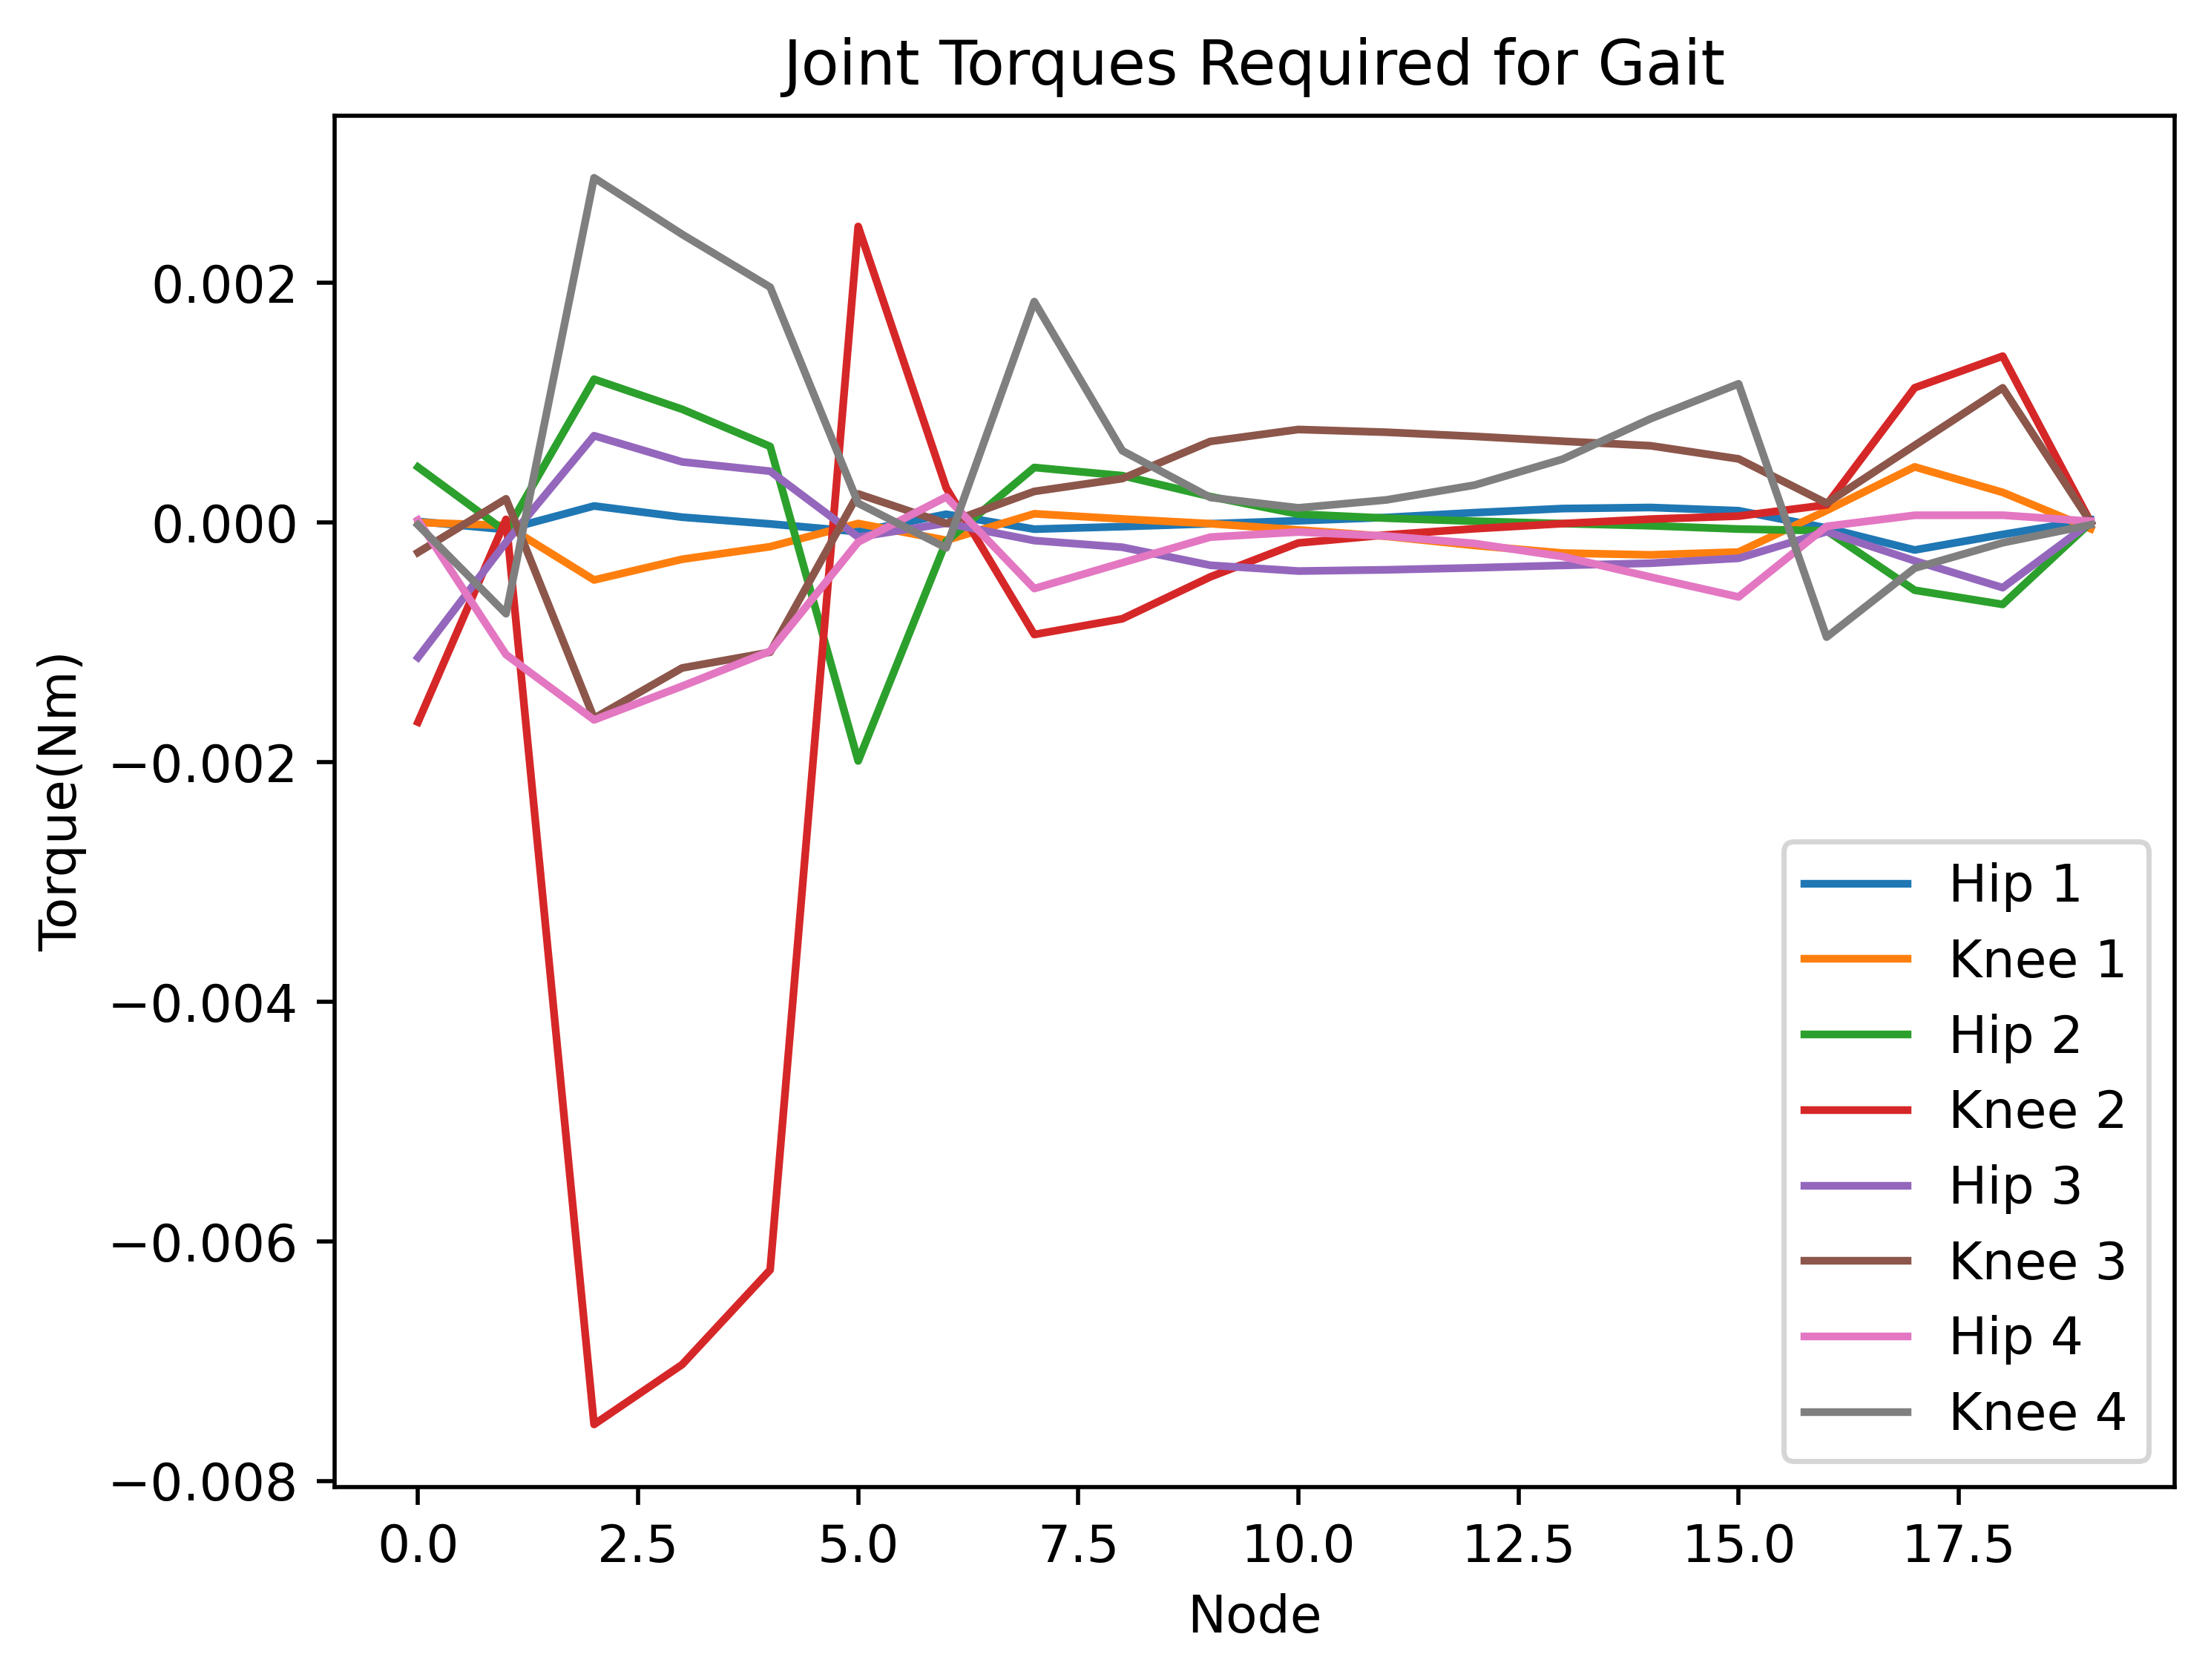 Joint Torques Required for Gait
Torque(Nm)
0.002
0.000
−0.002
−0.004
−0.006
−0.008
0.0 2.5 5.0 7.5 10.0 12.5 15.0 17.5
Node
Hip 1
Knee 1
Hip 2
Knee 2
Hip 3
Knee 3
Hip 4
Knee 4